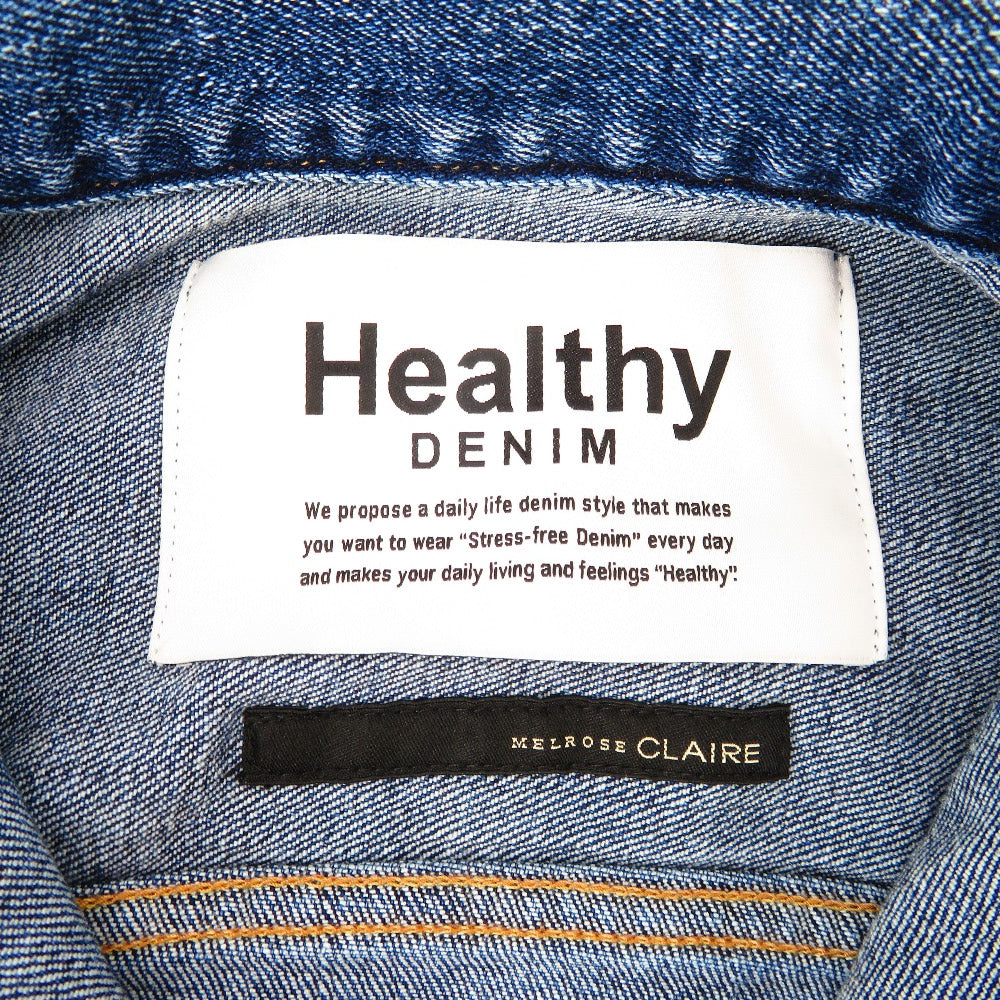 Healthy
DENIM
We propose a daily life denim style that makes
you want to wear “Stress-free Denim” every day
and makes your daily living and feelings “Healthy”.
MELROSE CLAIRE